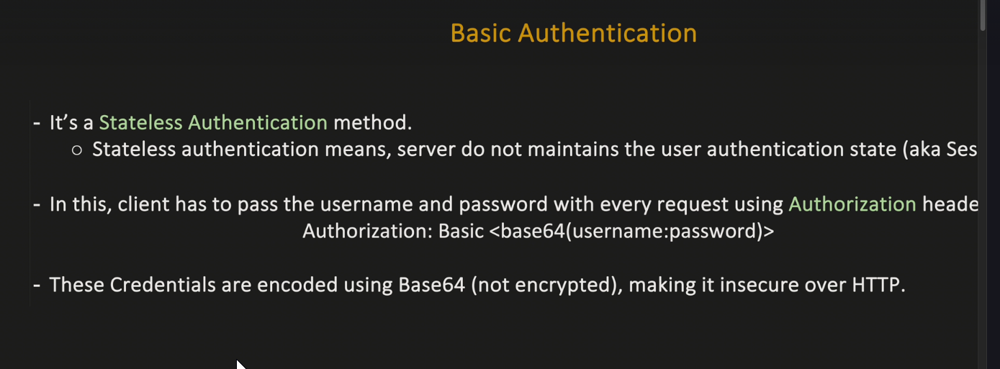 Basic Authentication
- It’s a Stateless Authentication method.
○ Stateless authentication means, server do not maintains the user authentication state (aka Ses
- In this, client has to pass the username and password with every request using Authorization heade
Authorization: Basic <base64(username:password)>
- These Credentials are encoded using Base64 (not encrypted), making it insecure over HTTP.